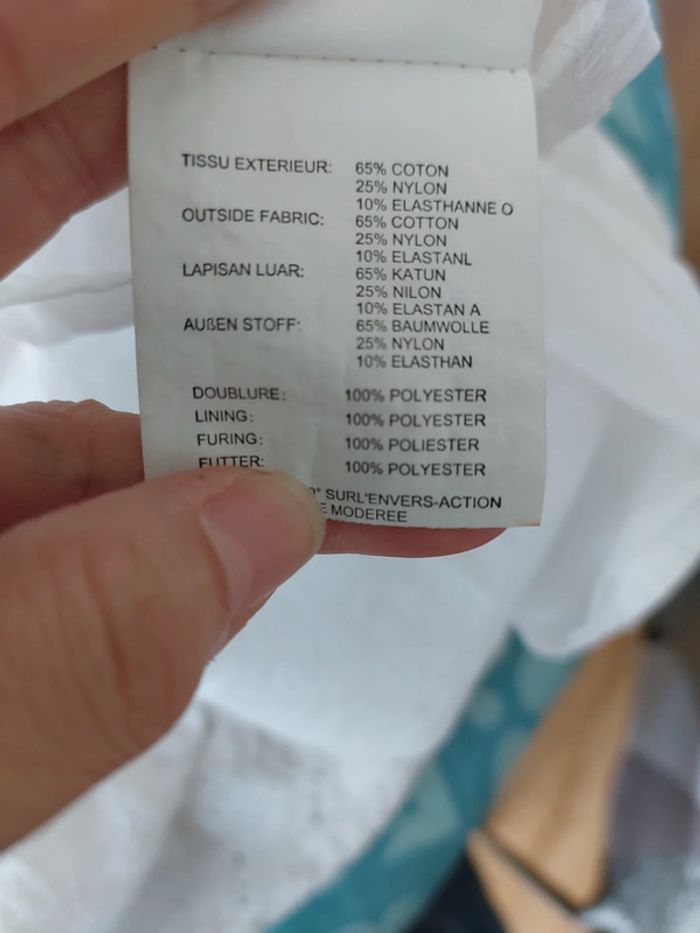 TISSU EXTERIEUR: 65% COTON
25% NYLON
10% ELASTHANNE O
OUTSIDE FABRIC: 65% COTTON
25% NYLON
10% ELASTANL
LAPISAN LUAR: 65% KATUN
25% NILON
10% ELASTAN A
AUßEN STOFF: 65% BAUMWOLLE
25% NYLON
10% ELASTHAN
DOUBLURE: 100% POLYESTER
LINING: 100% POLYESTER
FURING: 100% POLIESTER
FUTTER: 100% POLYESTER
SURL'ENVERS-ACTION
MODEREE